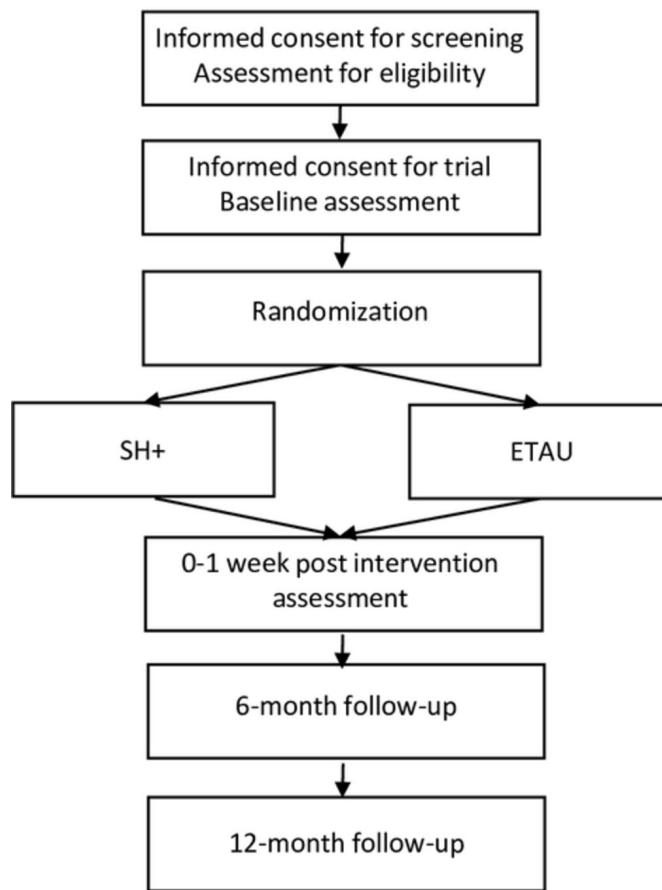 Informed consent for screening
Assessment for eligibility
Informed consent for trial
Baseline assessment
Randomization
SH+
ETAU
0-1 week post intervention
assessment
6-month follow-up
12-month follow-up